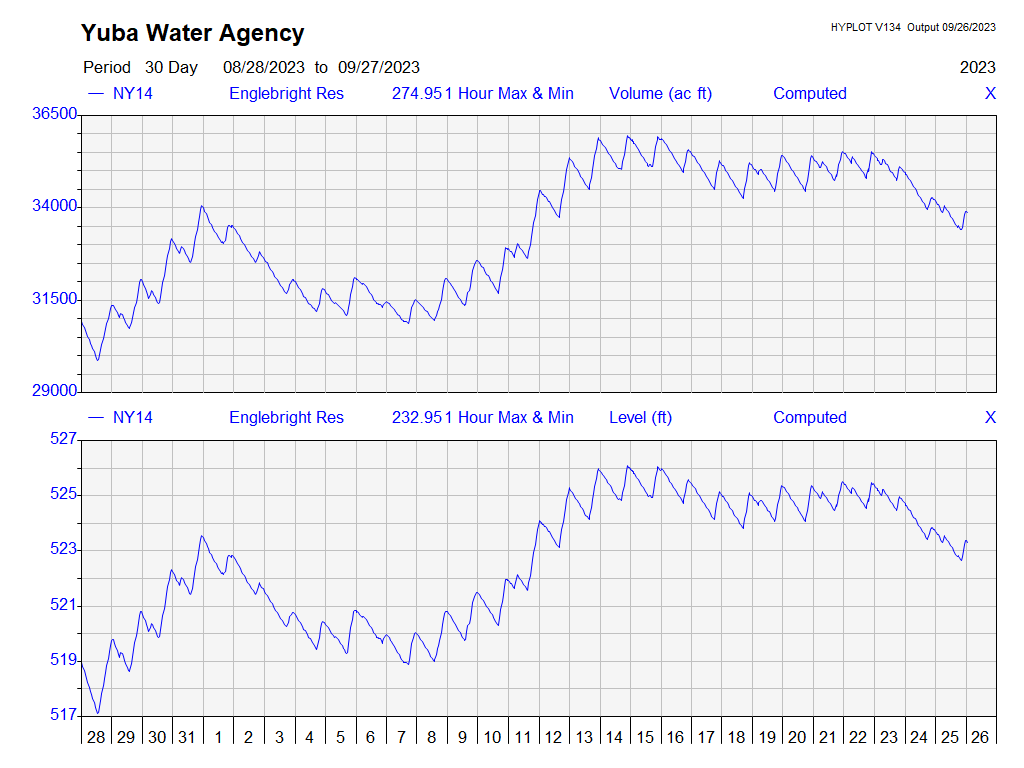 Yuba Water Agency
HYPLOT V134 Output 09/26/2023
Period 30 Day 08/28/2023 to 09/27/2023
2023
NY14 Englebright Res 274.951 Hour Max & Min Volume (ac ft) Computed X
36500
34000
31500
29000
NY14 Englebright Res 232.951 Hour Max & Min Level (ft) Computed X
527
525
523
521
519
517
28 29 30 31 1 2 3 4 5 6 7 8 9 10 11 12 13 14 15 16 17 18 19 20 21 22 23 24 25 26